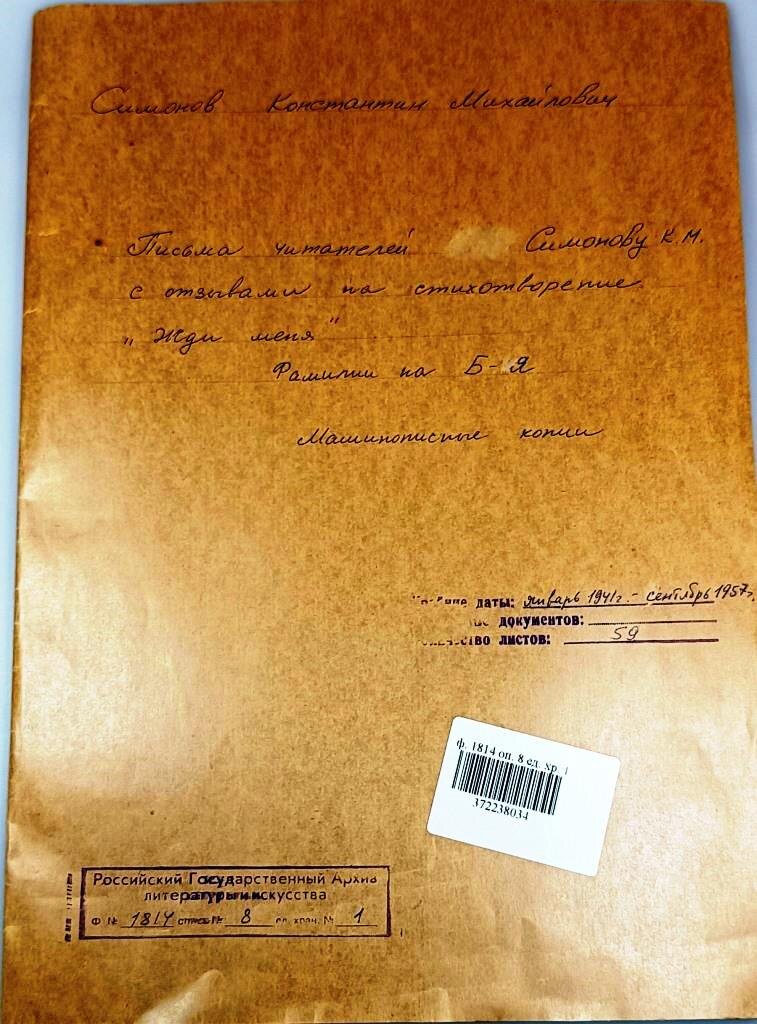 Симонов Константин Михайлович
Письма читателей Симонову К.М.
с отзывами на стихотворение
„Жди меня"
Фамилии на Б-Я
Машинописные копии
даты: январь 1941г. - сентябрь 1957г.
документов:
листов: 59
ф. 1814 оп. 8 ед. хр. 1
372238034
Российский Государственный Архив
литературы и искусства
Ф № 1814 опись № 8 ед. хран. № 1